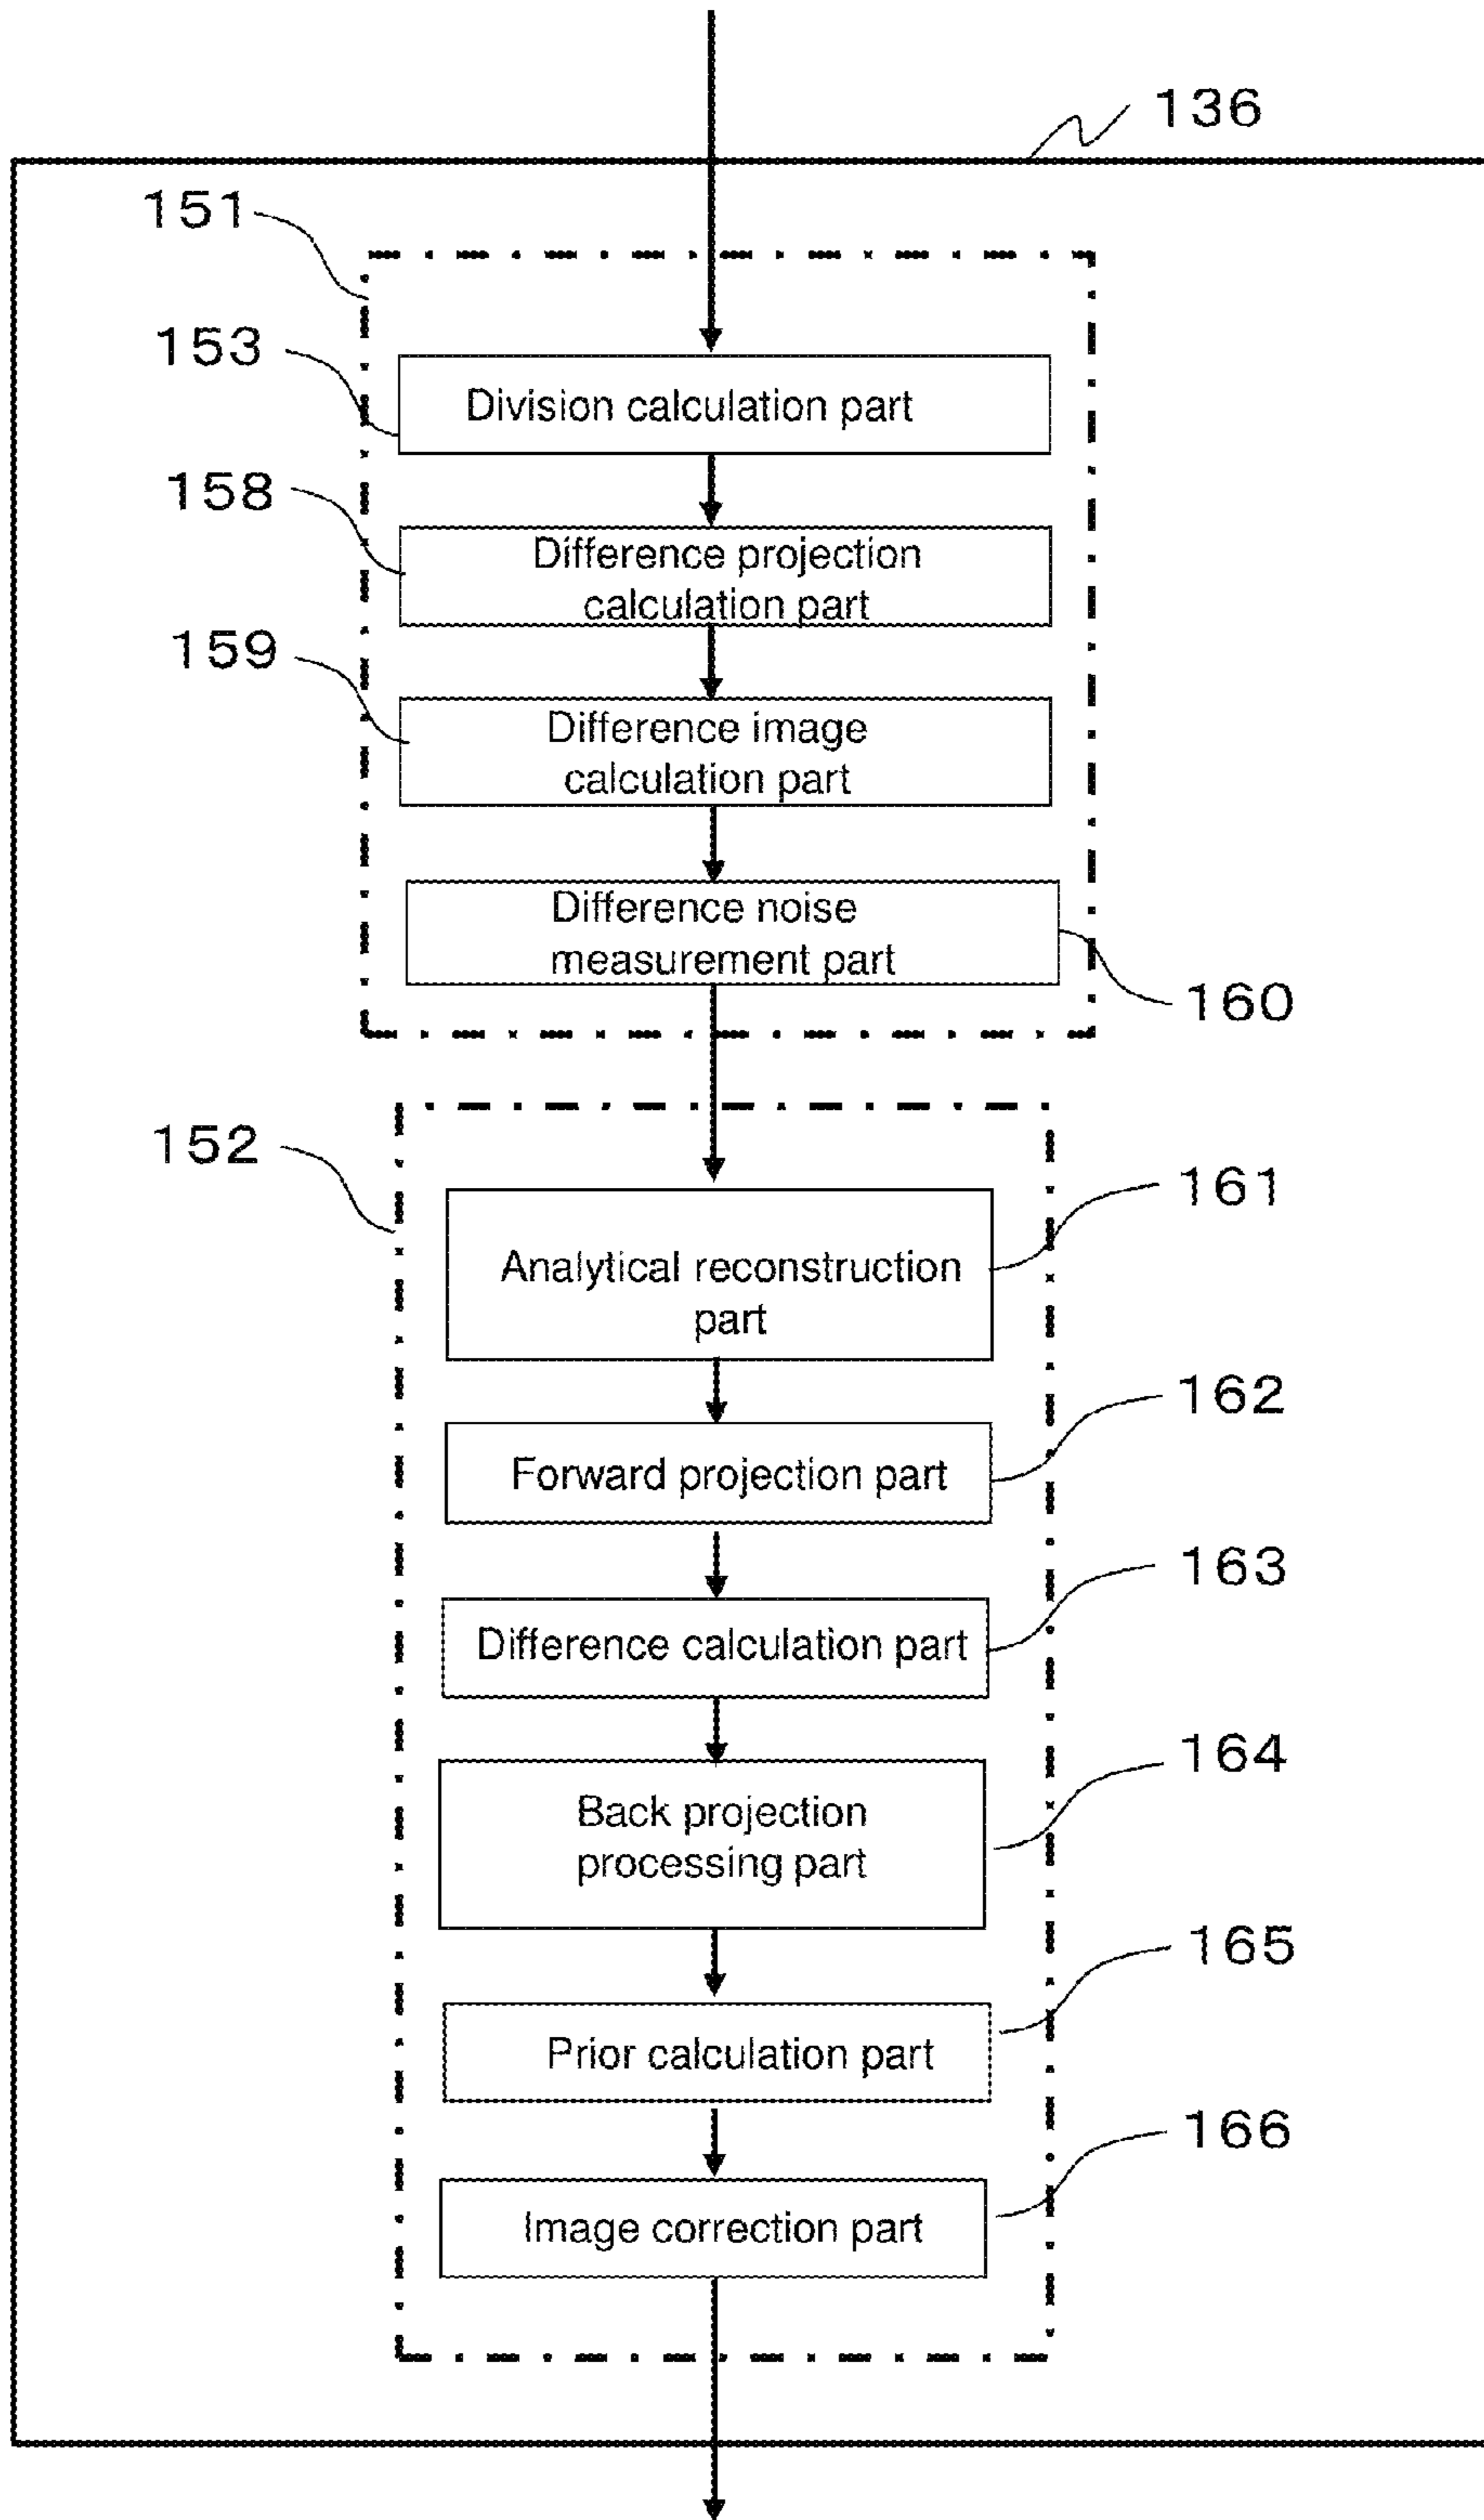 136
151
153
Division calculation part
158
Difference projection
calculation part
159
Difference image
calculation part
Difference noise
measurement part
160
152
161
Analytical reconstruction
part
162
Forward projection part
163
Difference calculation part
164
Back projection
processing part
165
Prior calculation part
166
Image correction part